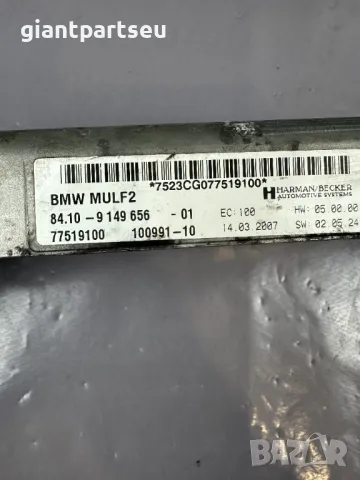 giantpartseu
*7523CG077519100*
HARMAN/BECKER
AUTOMOTIVE SYSTEMS
BMW MULF2
84.10-9 149 656 -01 EC:100 HW: 05.00.00
77519100 100991-10 14.03.2007 SW: 02.05.24
BAZAR